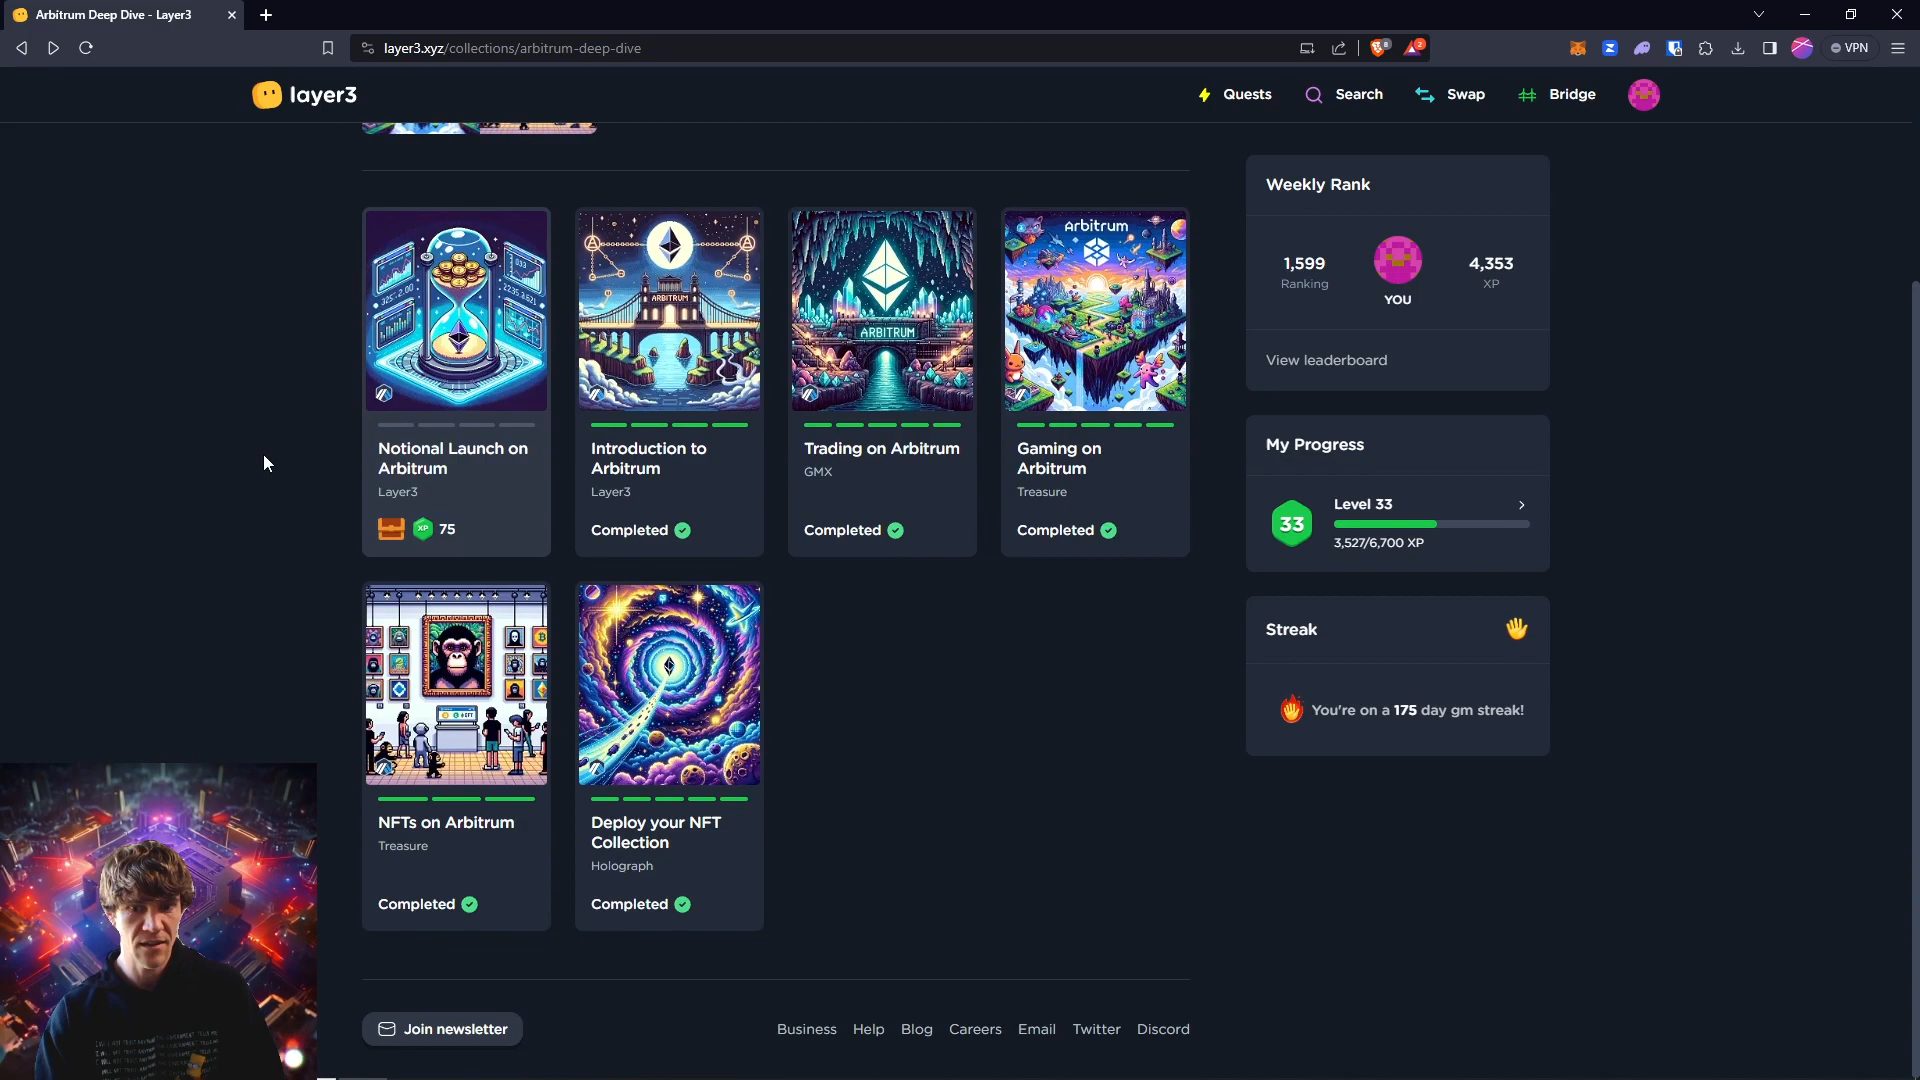 Arbitrum Deep Dive - Layer3
layer3.xyz/collections/arbitrum-deep-dive
8
2
VPN
layer3
Quests
Search
Swap
Bridge
ARBITRUM
ARBITRUM
Arbitrum
Notional Launch on
Arbitrum
Layer3
XP 75
Introduction to
Arbitrum
Layer3
Completed
Trading on Arbitrum
GMX
Completed
Gaming on
Arbitrum
Treasure
Completed
NFTs on Arbitrum
Treasure
Completed
Deploy your NFT
Collection
Holograph
Completed
Weekly Rank
1,599
Ranking
YOU
4,353
XP
View leaderboard
My Progress
33
Level 33
3,527/6,700 XP
Streak
You're on a 175 day gm streak!
Join newsletter
Business
Help
Blog
Careers
Email
Twitter
Discord